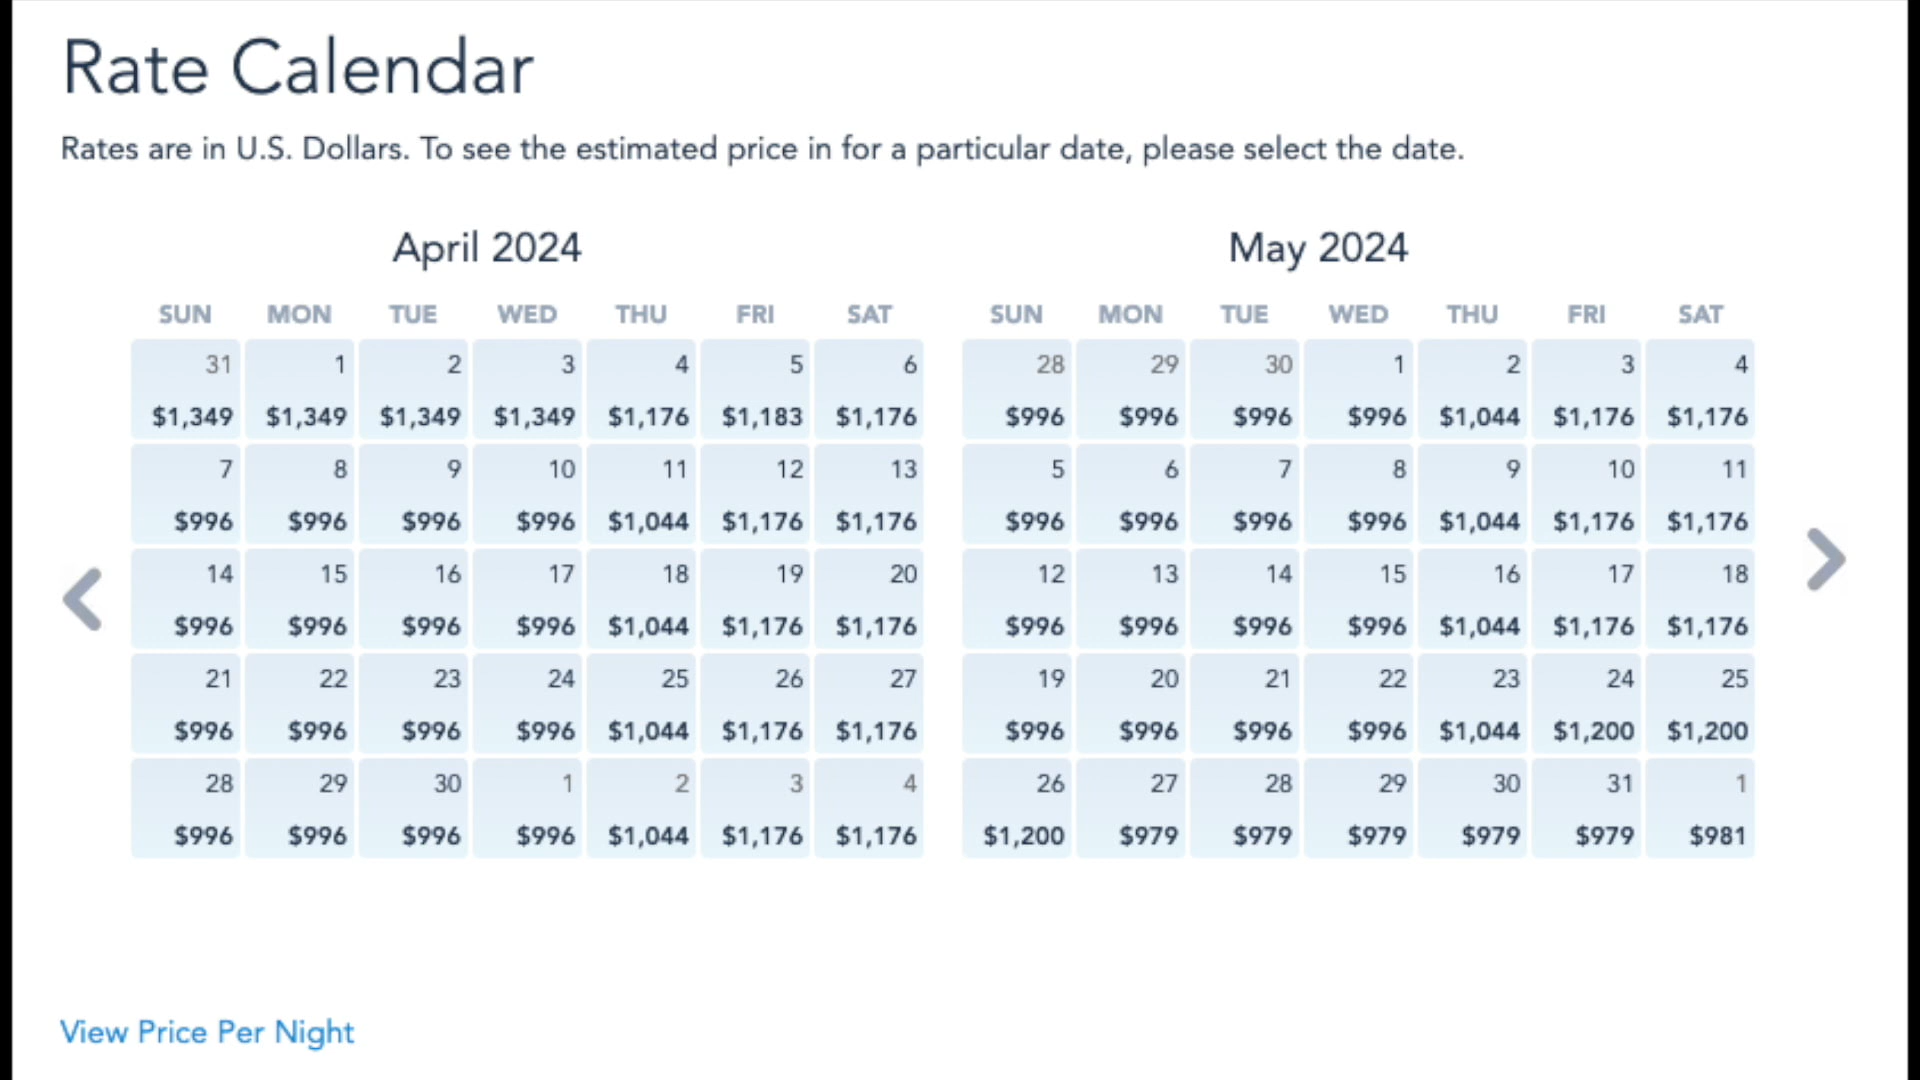 Rate Calendar
Rates are in U.S. Dollars. To see the estimated price in for a particular date, please select the date.
April 2024
SUN MON TUE WED THU FRI SAT
31 1 2 3 4 5 6
$1,349 $1,349 $1,349 $1,349 $1,176 $1,183 $1,176
7 8 9 10 11 12 13
$996 $996 $996 $996 $1,044 $1,176 $1,176
14 15 16 17 18 19 20
$996 $996 $996 $996 $1,044 $1,176 $1,176
21 22 23 24 25 26 27
$996 $996 $996 $996 $1,044 $1,176 $1,176
28 29 30 1 2 3 4
$996 $996 $996 $996 $1,044 $1,176 $1,176
May 2024
SUN MON TUE WED THU FRI SAT
28 29 30 1 2 3 4
$996 $996 $996 $996 $1,044 $1,176 $1,176
5 6 7 8 9 10 11
$996 $996 $996 $996 $1,044 $1,176 $1,176
12 13 14 15 16 17 18
$996 $996 $996 $996 $1,044 $1,176 $1,176
19 20 21 22 23 24 25
$996 $996 $996 $996 $1,044 $1,200 $1,200
26 27 28 29 30 31 1
$1,200 $979 $979 $979 $979 $979 $981
View Price Per Night